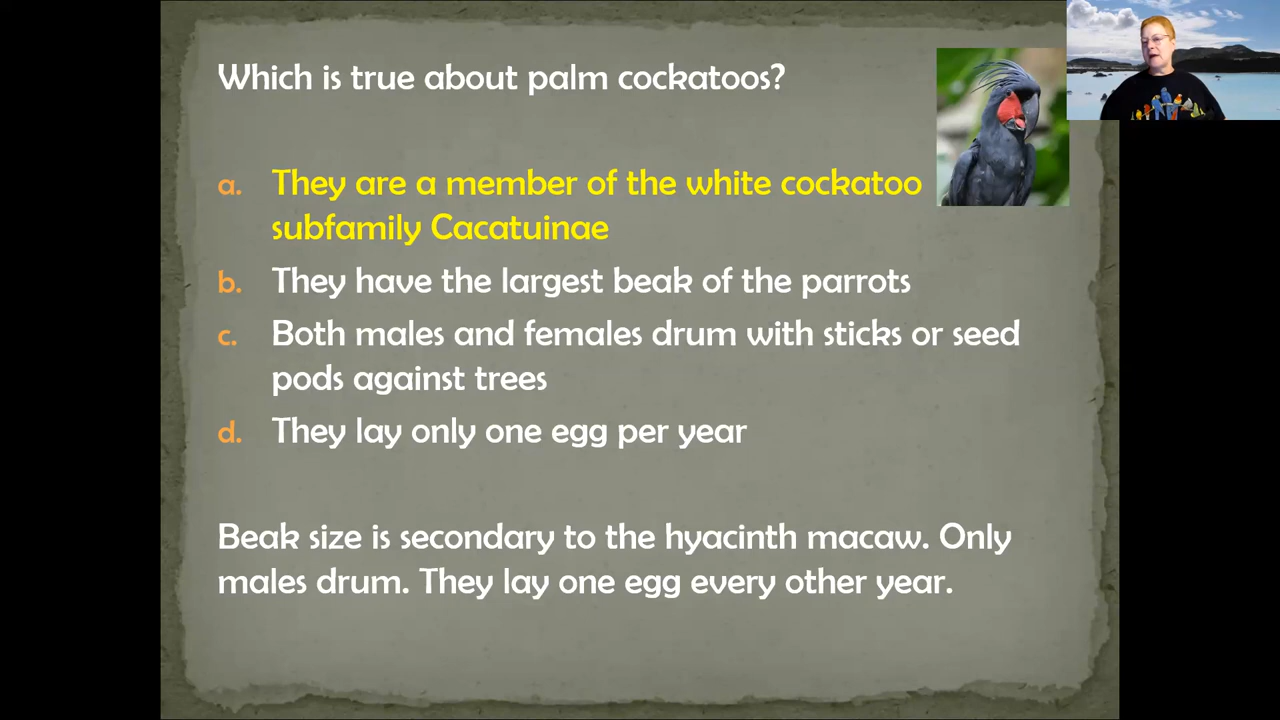 Which is true about palm cockatoos?
a. They are a member of the white cockatoo
subfamily Cacatuinae
b. They have the largest beak of the parrots
c. Both males and females drum with sticks or seed
pods against trees
d. They lay only one egg per year
Beak size is secondary to the hyacinth macaw. Only
males drum. They lay one egg every other year.